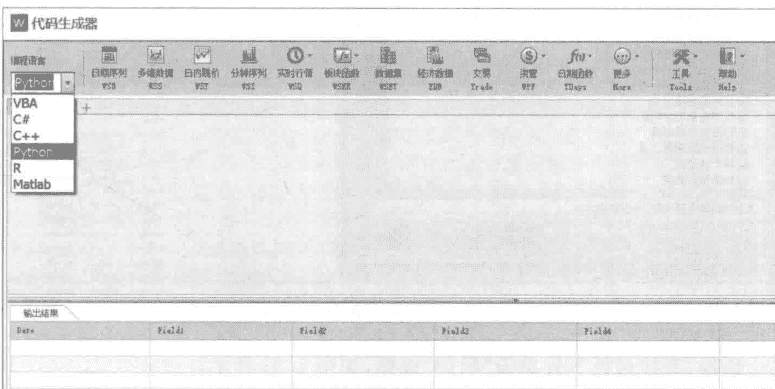 W 代码生成器
编程语言
Python
日期序列 多维数据 日内跳价 分钟序列 实时行情 板块函数 数据集 经济数据 交易 资管 日期函数 更多 工具 帮助
WSD WSS WST WSI WSQ WSEE WSET EDB Trade WPF TDays More Tools Help
VBA
C#
C++
Python
R
Matlab
输出结果
Date Field1 Field2 Field3 Field4